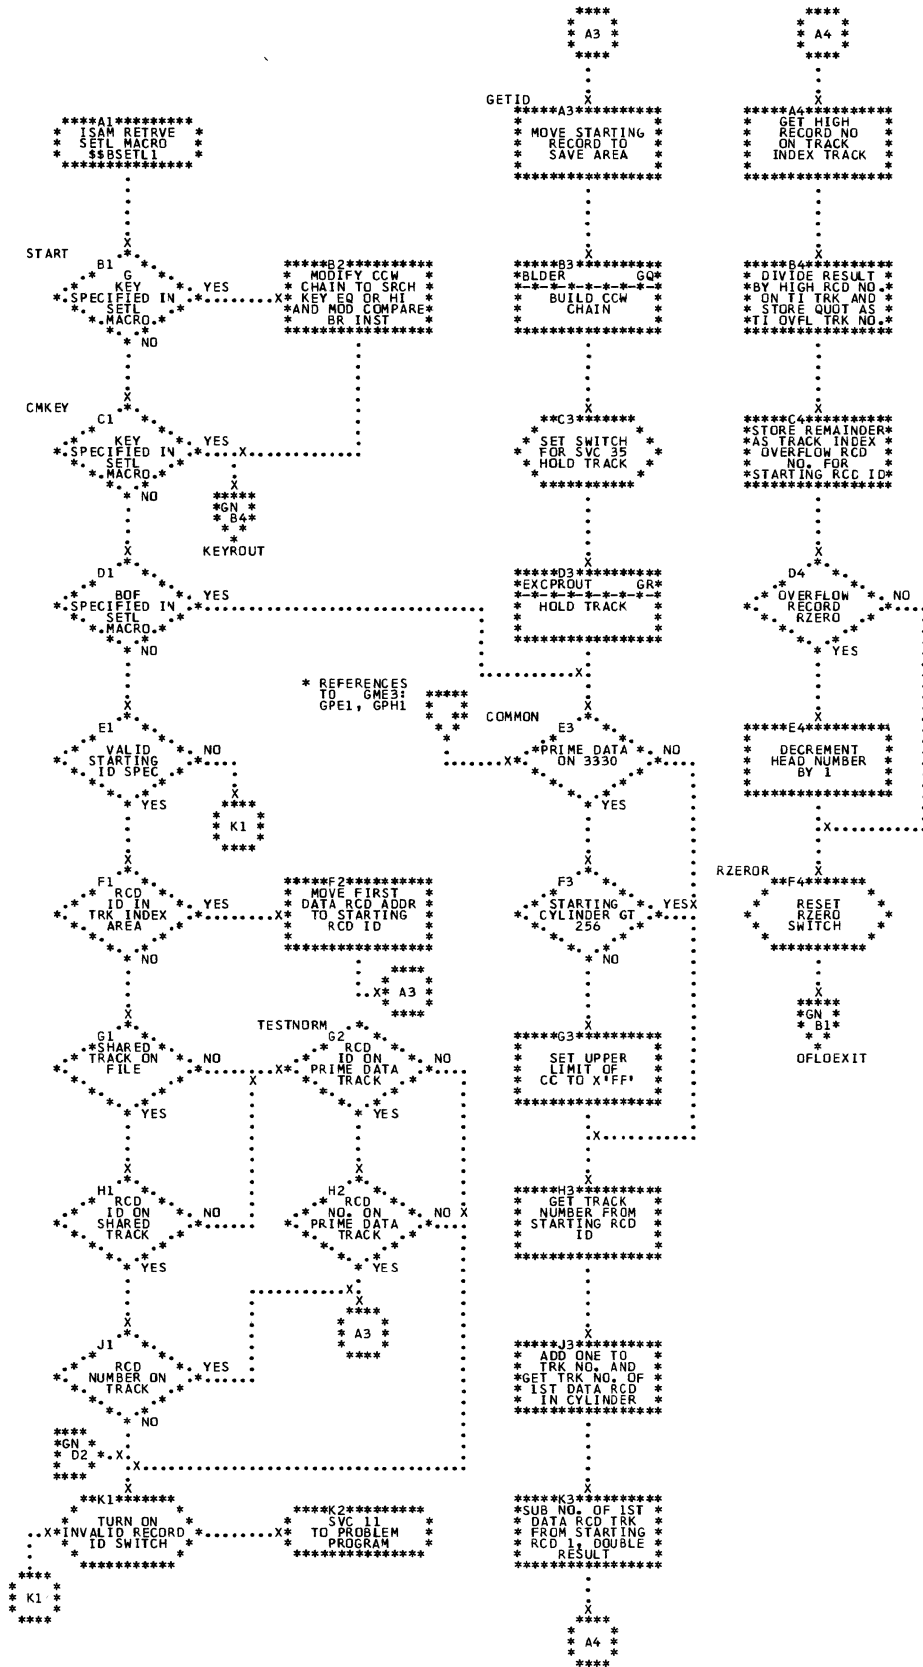 A1
ISAM RETRVE
SETL MACRO
$$BSETL1
START
B1
G
KEY
SPECIFIED IN
SETL
MACRO
YES
NO
B2
MODIFY CCW
CHAIN TO SRCH
KEY EQ OR HI
AND MOD COMPARE
BR INST
CMKEY
C1
KEY
SPECIFIED IN
SETL
MACRO
YES
NO
GN
B4
KEYROUT
D1
BOF
SPECIFIED IN
SETL
MACRO
YES
NO
E1
VALID
STARTING
ID SPEC
NO
YES
K1
F1
RCD
ID IN
TRK INDEX
AREA
YES
NO
F2
MOVE FIRST
DATA RCD ADDR
TO STARTING
RCD ID
A3
G1
SHARED
TRACK ON
FILE
NO
YES
TESTNORM
G2
RCD
ID ON
PRIME DATA
TRACK
NO
YES
H1
RCD
ID ON
SHARED
TRACK
NO
YES
H2
RCD
NO. ON
PRIME DATA
TRACK
NO
YES
A3
J1
RCD
NUMBER ON
TRACK
YES
NO
GN
D2
K1
TURN ON
INVALID RECORD
ID SWITCH
K2
SVC 11
TO PROBLEM
PROGRAM
K1
A3
GETID
A3
MOVE STARTING
RECORD TO
SAVE AREA
B3
BLDER GQ
BUILD CCW
CHAIN
C3
SET SWITCH
FOR SVC 35
HOLD TRACK
D3
EXCPROUT GR
HOLD TRACK
* REFERENCES
TO GME3:
GPE1, GPH1
COMMON
E3
PRIME DATA
ON 3330
NO
YES
F3
STARTING
CYLINDER GT
256
YES
NO
G3
SET UPPER
LIMIT OF
CC TO X'FF'
H3
GET TRACK
NUMBER FROM
STARTING RCD
ID
J3
ADD ONE TO
TRK NO. AND
GET TRK NO. OF
1ST DATA RCD
IN CYLINDER
K3
SUB NO. OF 1ST
DATA RCD TRK
FROM STARTING
RCD 1, DOUBLE
RESULT
A4
A4
A4
GET HIGH
RECORD NO
ON TRACK
INDEX TRACK
B4
DIVIDE RESULT
BY HIGH RCD NO.
ON TI TRK AND
STORE QUOT AS
TI OVFL TRK NO.
C4
STORE REMAINDER
AS TRACK INDEX
OVERFLOW RCD
NO. FOR
STARTING RCD ID
D4
OVERFLOW
RECORD
RZERO
NO
YES
E4
DECREMENT
HEAD NUMBER
BY 1
RZEROR
F4
RESET
RZERO
SWITCH
GN
B1
OFLOEXIT